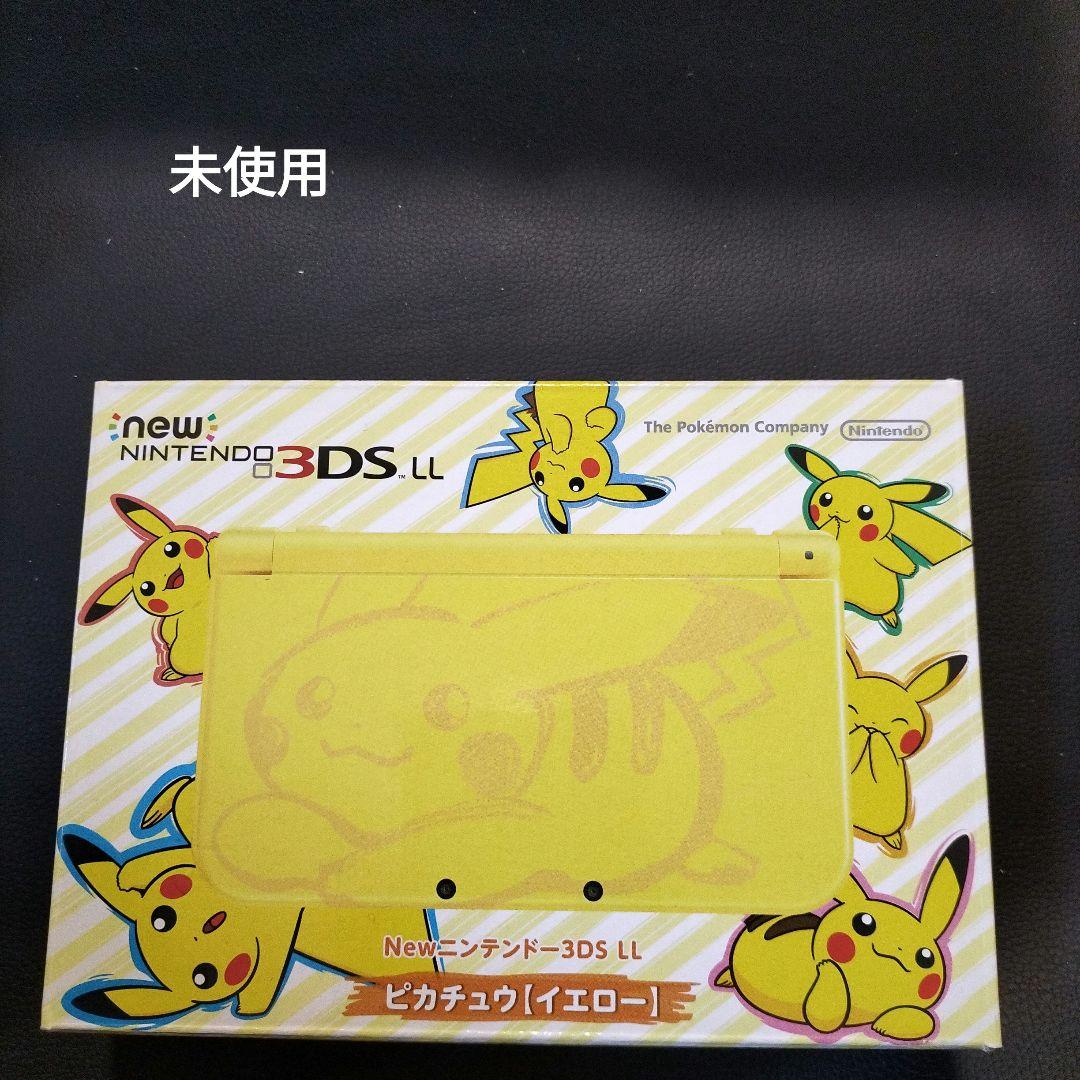 未使用
new
NINTENDO 3DS™ LL
The Pokémon Company Nintendo
Newニンテンドー3DS LL
ピカチュウ【イエロー】